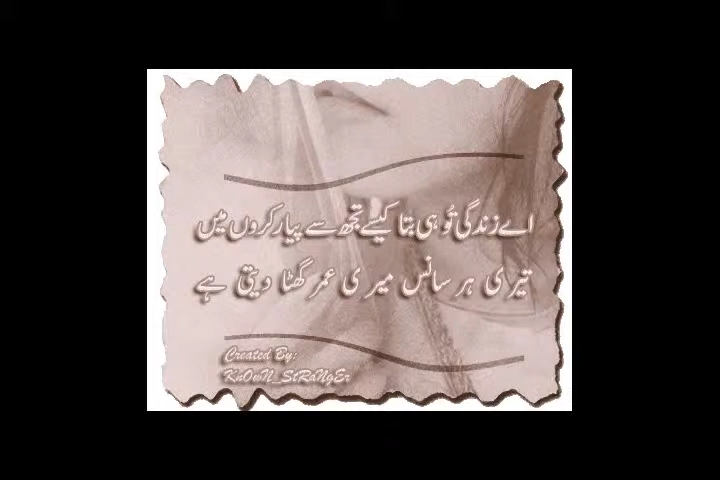 اے زندگی تُو ہی بتا کیسے تجھ سے پیار کروں میں
تیری ہر سانس میری عمر گھٹا دیتی ہے
Created By:
KnOwN_StRaNgEr